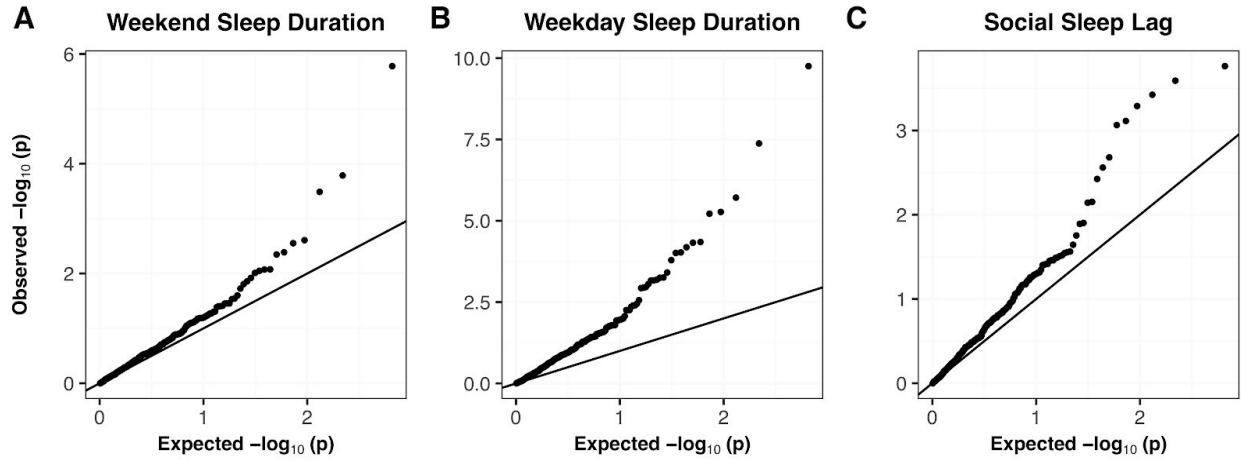 A Weekend Sleep Duration
B Weekday Sleep Duration
C Social Sleep Lag
Observed −log₁₀ (p)
6
4
2
0
0 1 2
Expected −log₁₀ (p)
10.0
7.5
5.0
2.5
0.0
0 1 2
Expected −log₁₀ (p)
3
2
1
0
0 1 2
Expected −log₁₀ (p)